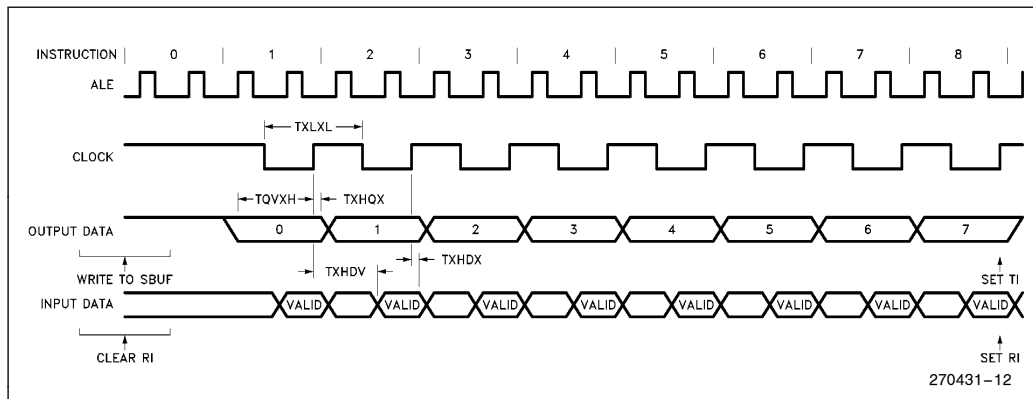 INSTRUCTION | 0 | 1 | 2 | 3 | 4 | 5 | 6 | 7 | 8 |
ALE
TXLXL
CLOCK
TQVXH TXHQX
OUTPUT DATA 0 1 2 3 4 5 6 7
TXHDV TXHDX
WRITE TO SBUF SET TI
INPUT DATA VALID VALID VALID VALID VALID VALID VALID VALID
CLEAR RI SET RI
270431–12